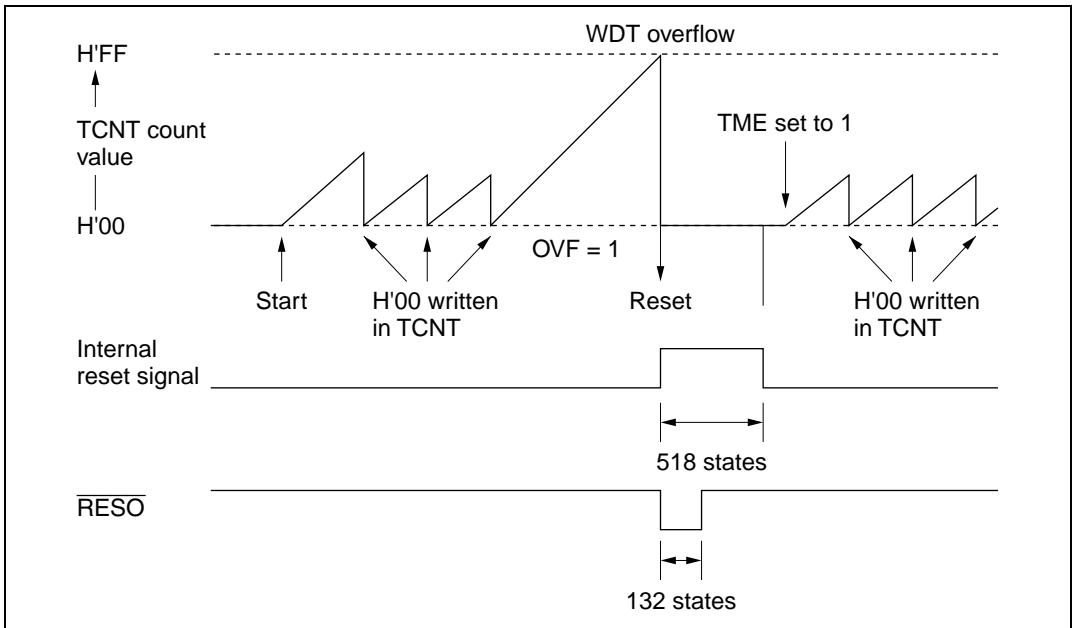 WDT overflow
H'FF
TCNT count
value
TME set to 1
H'00
OVF = 1
Start
H'00 written
in TCNT
Reset
H'00 written
in TCNT
Internal
reset signal
518 states
RESO
132 states